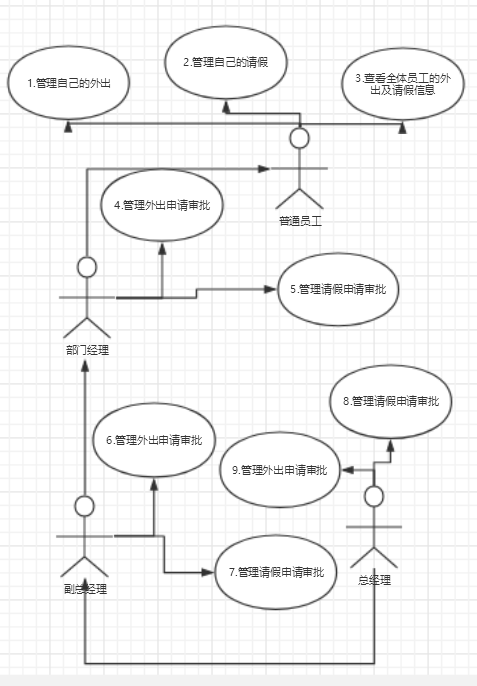 2.管理自己的请假
1.管理自己的外出
3.查看全体员工的外
出及请假信息
4.管理外出申请审批
普通员工
5.管理请假申请审批
部门经理
8.管理请假申请审批
6.管理外出申请审批
9.管理外出申请审批
7.管理请假申请审批
总经理
副总经理